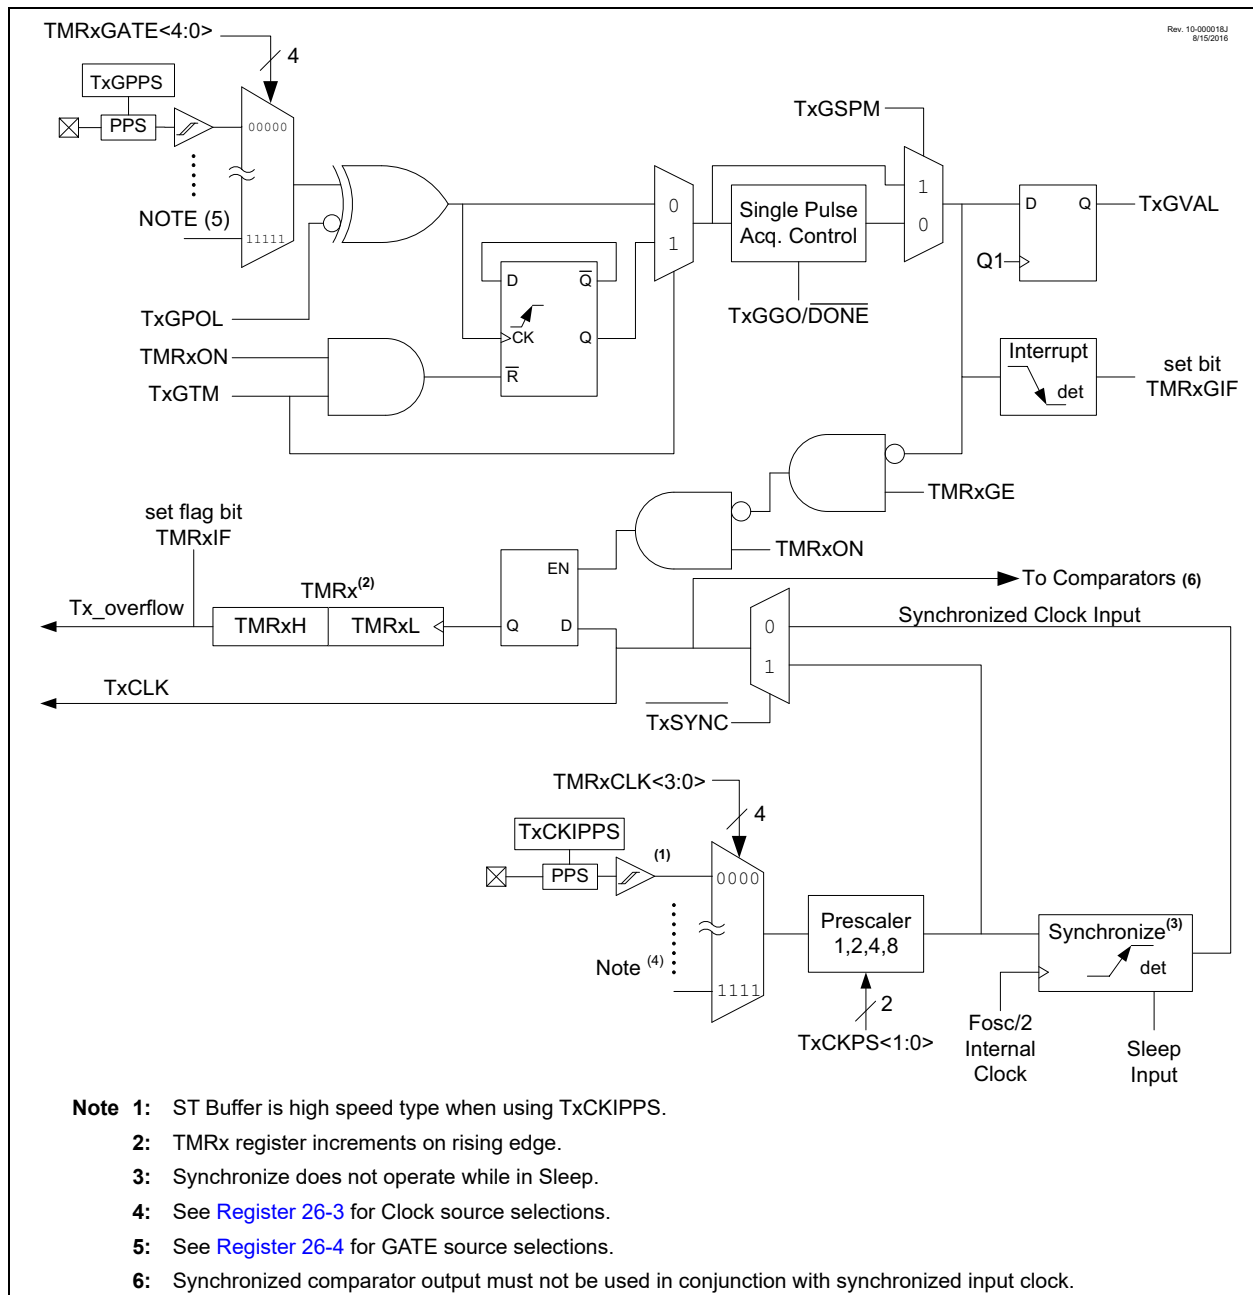 TMRxGATE<4:0>
Rev. 10-000018J
8/15/2016
4
TxGPPS
PPS
00000
NOTE (5)
11111
TxGPOL
TMRxON
TxGTM
D
Q
CK
Q
R
0
1
Single Pulse
Acq. Control
TxGGO/DONE
TxGSPM
1
0
D
Q
Q1
TxGVAL
Interrupt
det
set bit
TMRxGIF
TMRxGE
TMRxON
set flag bit
TMRxIF
Tx_overflow
TMRx(2)
TMRxH
TMRxL
EN
Q
D
TxCLK
To Comparators (6)
Synchronized Clock Input
0
1
TxSYNC
TMRxCLK<3:0>
4
TxCKIPPS
PPS
(1)
0000
Note (4)
1111
Prescaler
1,2,4,8
2
TxCKPS<1:0>
Synchronize(3)
det
Fosc/2
Internal
Clock
Sleep
Input
Note 1: ST Buffer is high speed type when using TxCKIPPS.
2: TMRx register increments on rising edge.
3: Synchronize does not operate while in Sleep.
4: See Register 26-3 for Clock source selections.
5: See Register 26-4 for GATE source selections.
6: Synchronized comparator output must not be used in conjunction with synchronized input clock.